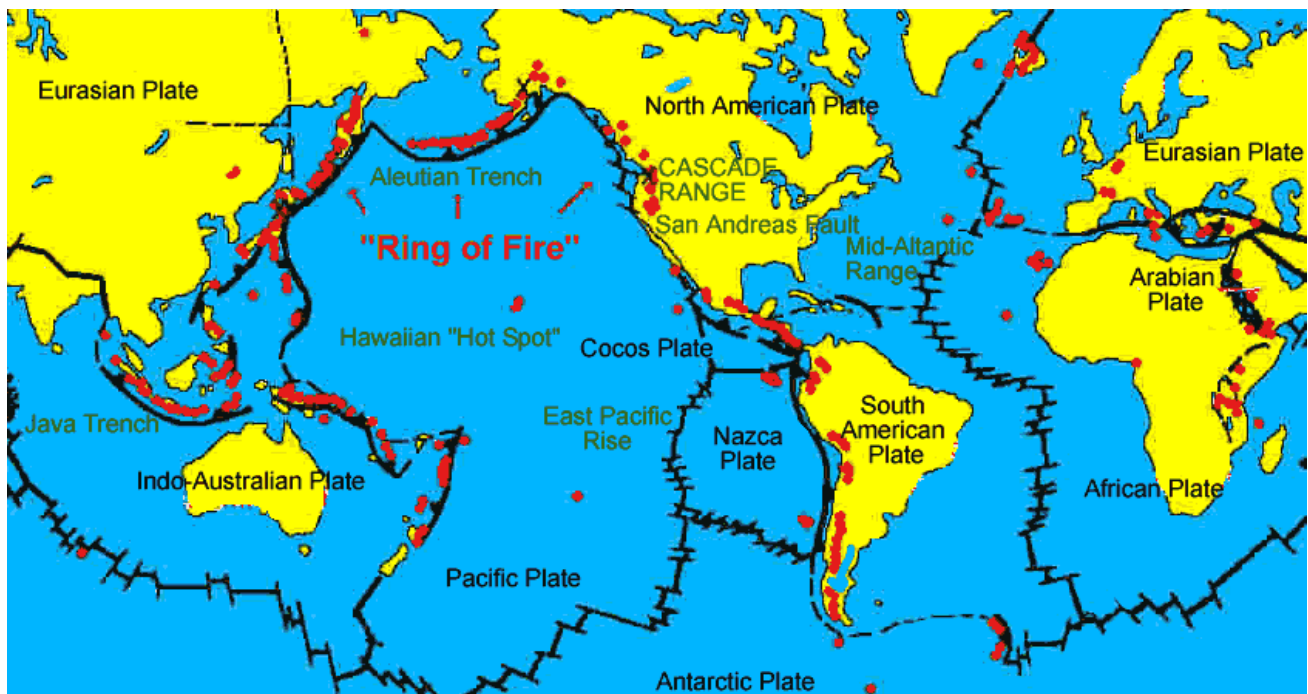 Eurasian Plate
North American Plate
Eurasian Plate
Aleutian Trench
CASCADE
RANGE
San Andreas Fault
"Ring of Fire"
Mid-Altantic
Range
Arabian
Plate
Hawaiian "Hot Spot"
Cocos Plate
Java Trench
East Pacific
Rise
Nazca
Plate
South
American
Plate
Indo-Australian Plate
African Plate
Pacific Plate
Antarctic Plate